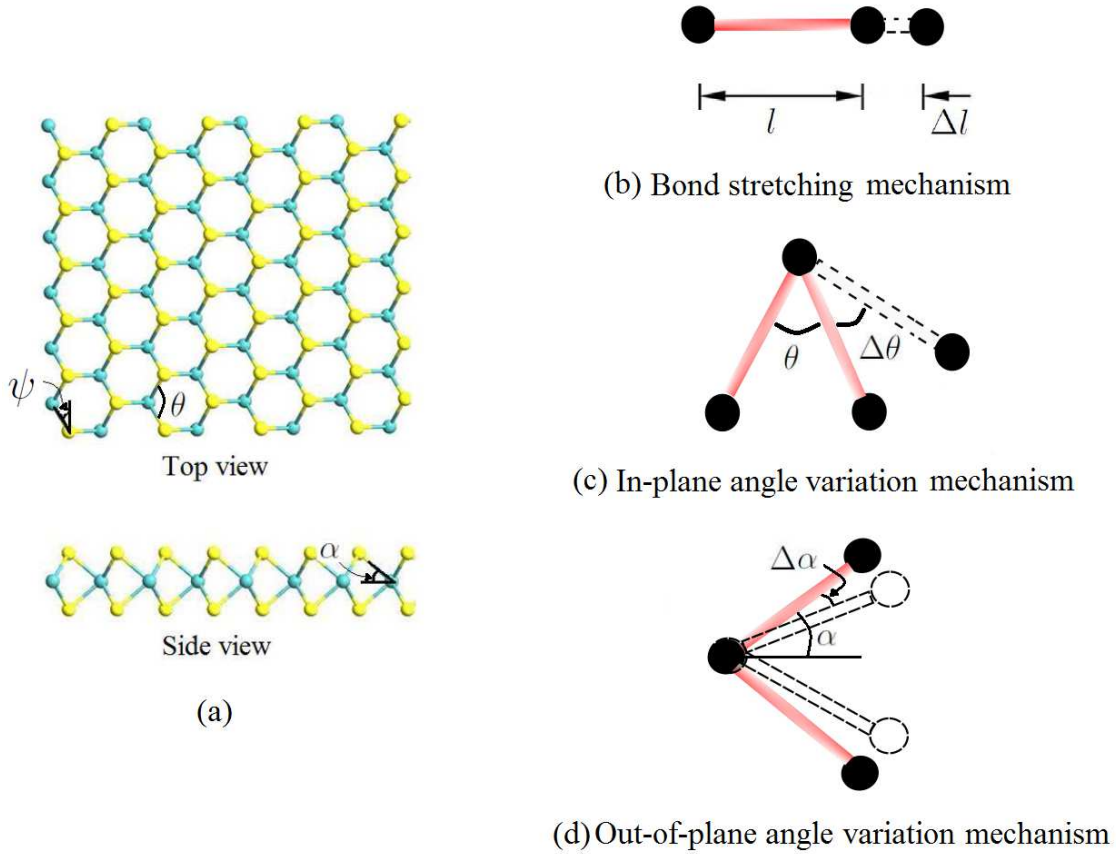 ψ
θ
Top view
α
Side view
(a)
l
Δl
(b) Bond stretching mechanism
θ
Δθ
(c) In-plane angle variation mechanism
Δα
α
(d) Out-of-plane angle variation mechanism